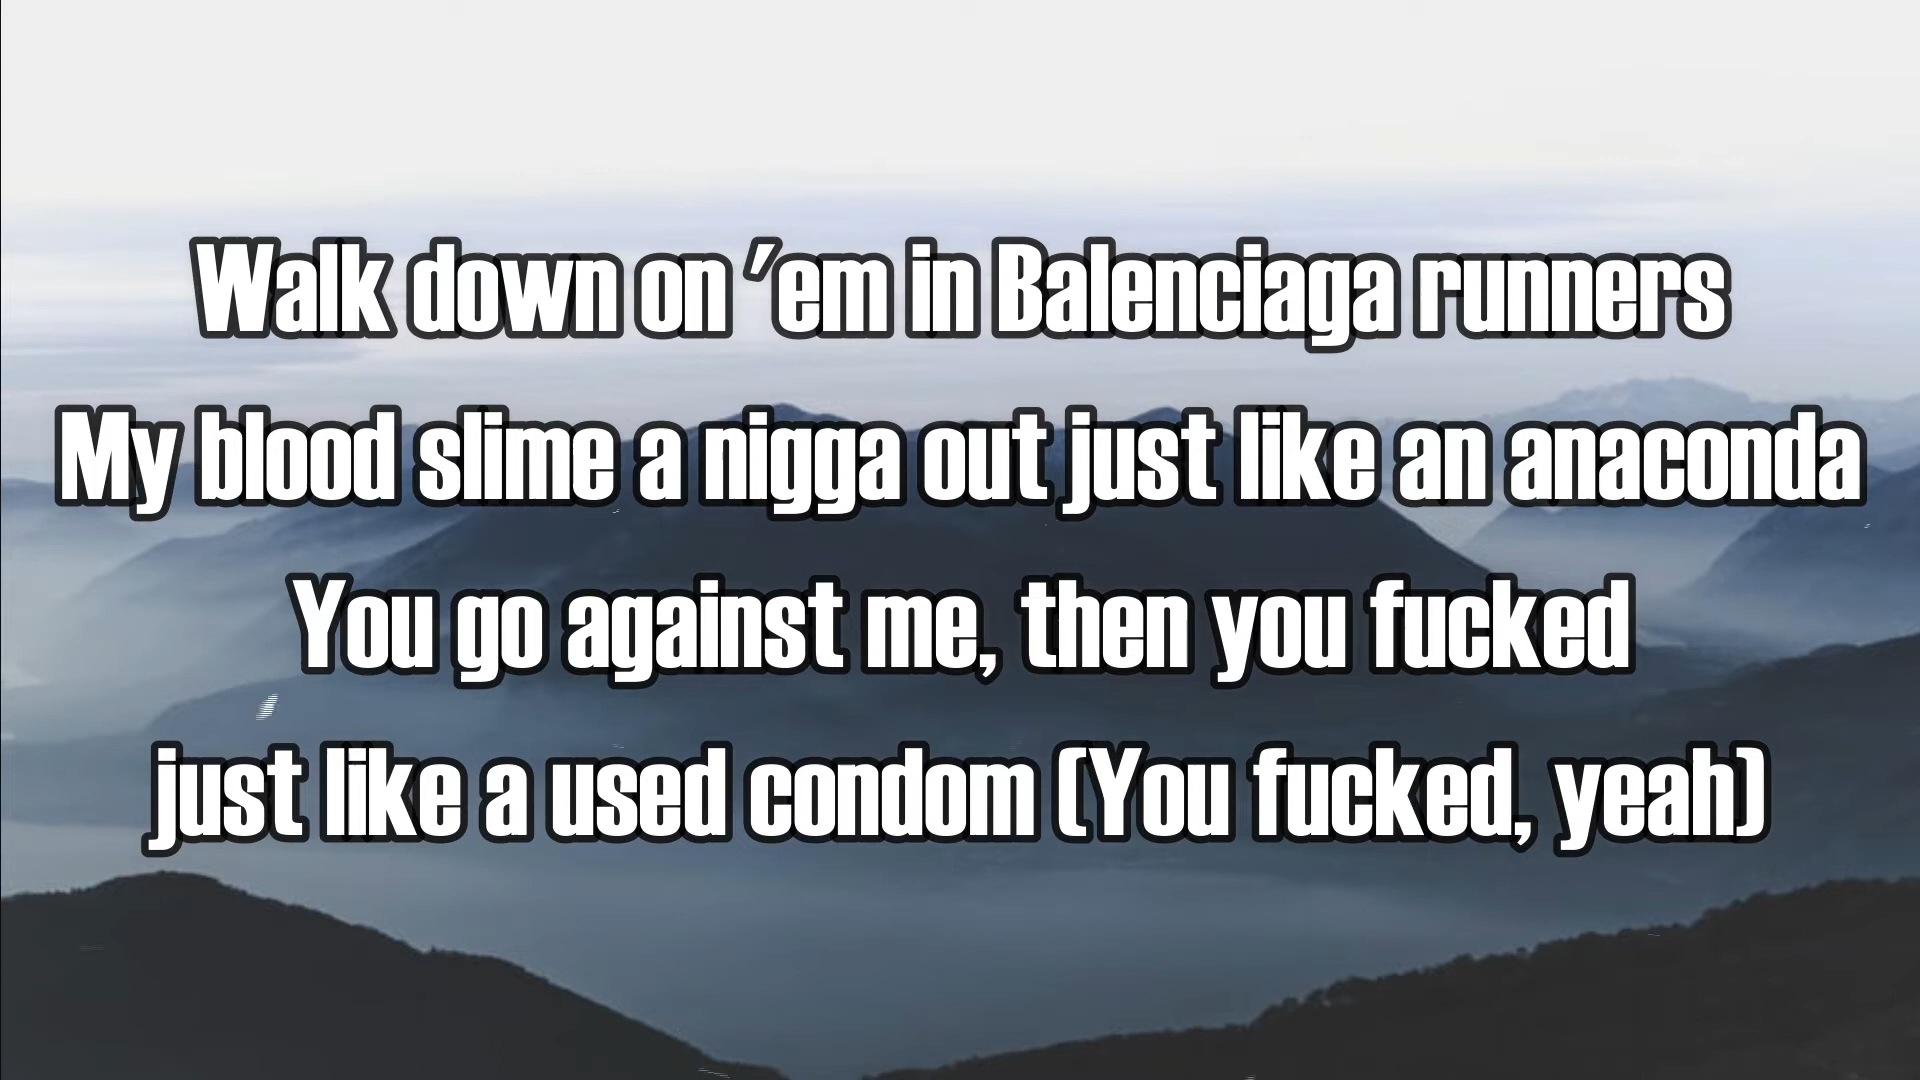 Walk down on 'em in Balenciaga runners
My blood slime a nigga out just like an anaconda
You go against me, then you fucked
just like a used condom (You fucked, yeah)